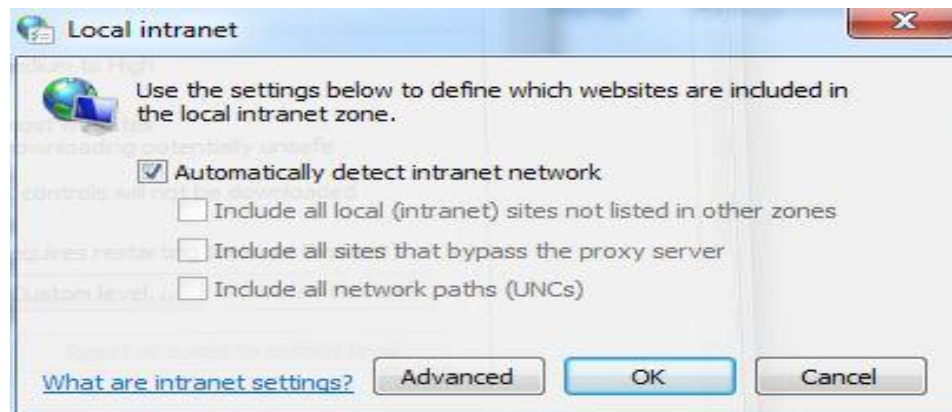 Local intranet
Use the settings below to define which websites are included in
the local intranet zone.
Automatically detect intranet network
Include all local (intranet) sites not listed in other zones
Include all sites that bypass the proxy server
Include all network paths (UNCs)
What are intranet settings?
Advanced
OK
Cancel